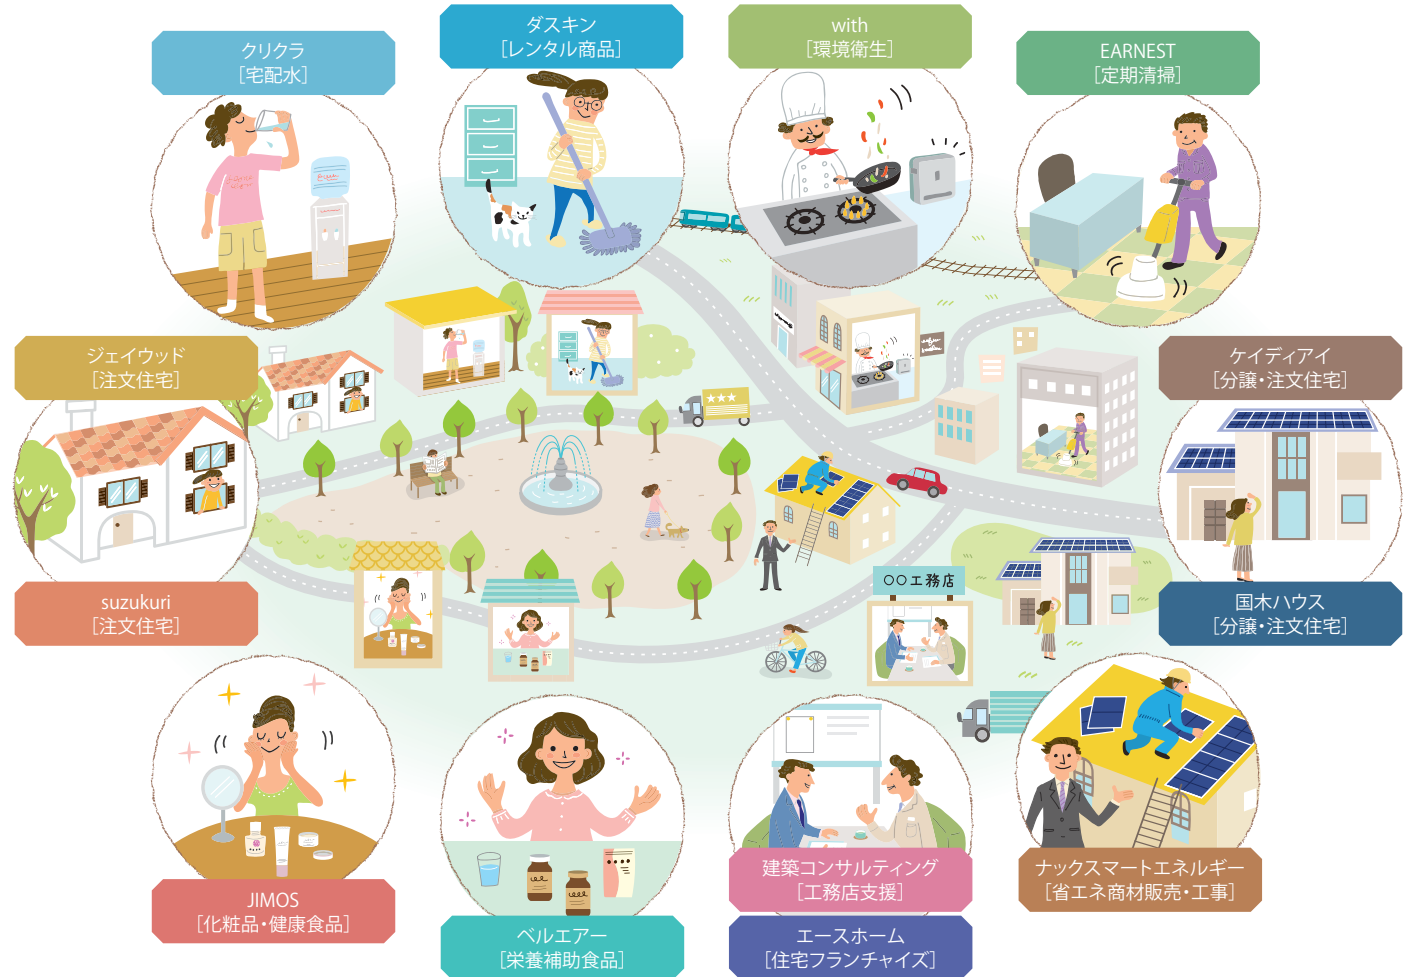 クリクラ
［宅配水］
ダスキン
［レンタル商品］
with
［環境衛生］
EARNEST
［定期清掃］
ジェイウッド
［注文住宅］
ケイディアイ
［分譲・注文住宅］
suzukuri
［注文住宅］
○○工務店
国木ハウス
［分譲・注文住宅］
JIMOS
［化粧品・健康食品］
ベルエアー
［栄養補助食品］
建築コンサルティング
［工務店支援］
エースホーム
［住宅フランチャイズ］
ナックスマートエネルギー
［省エネ商材販売・工事］